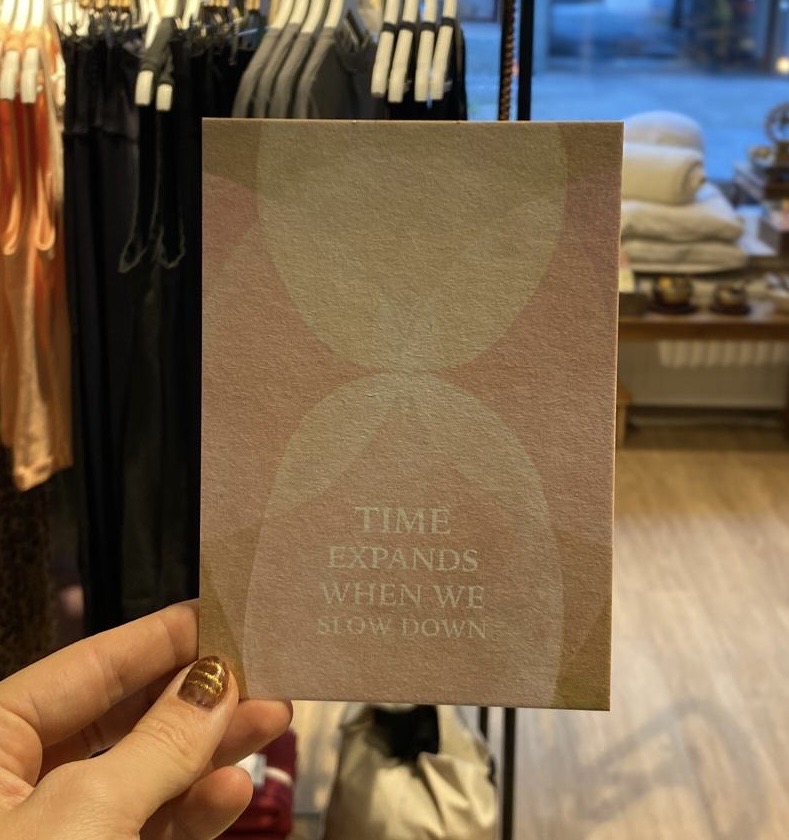 TIME
EXPANDS
WHEN WE
SLOW DOWN